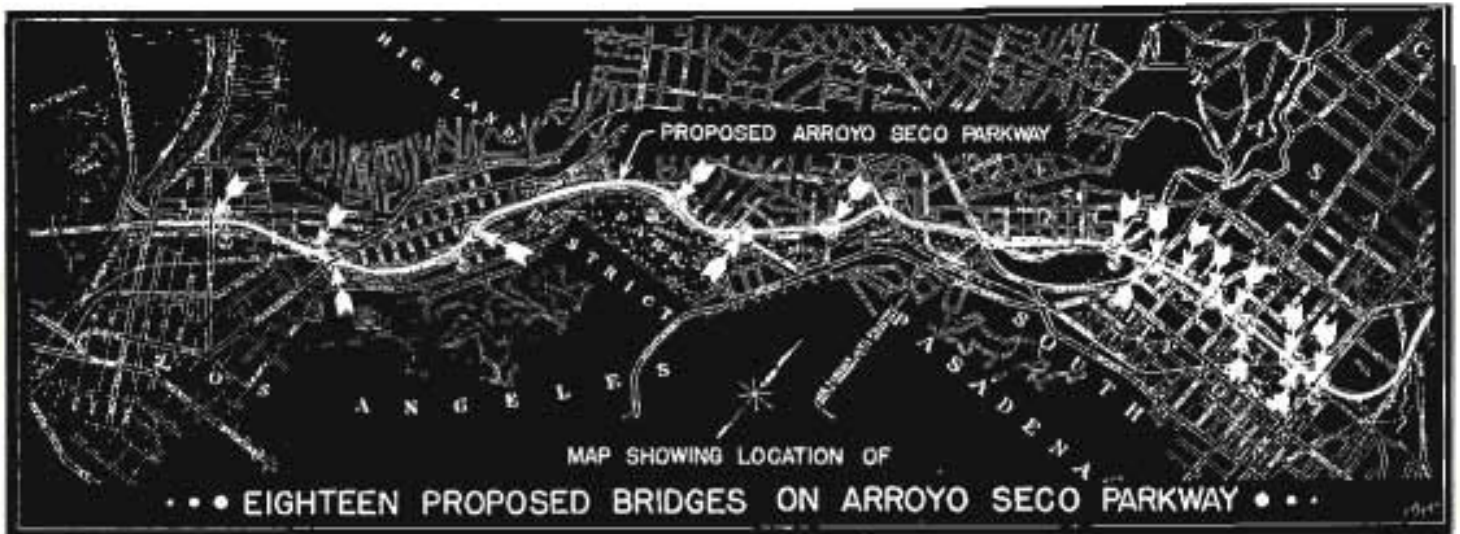 HIGHLAND
PROPOSED ARROYO SECO PARKWAY
DISTRICT
LOS ANGELES
SOUTH
PASADENA
MAP SHOWING LOCATION OF
EIGHTEEN PROPOSED BRIDGES ON ARROYO SECO PARKWAY